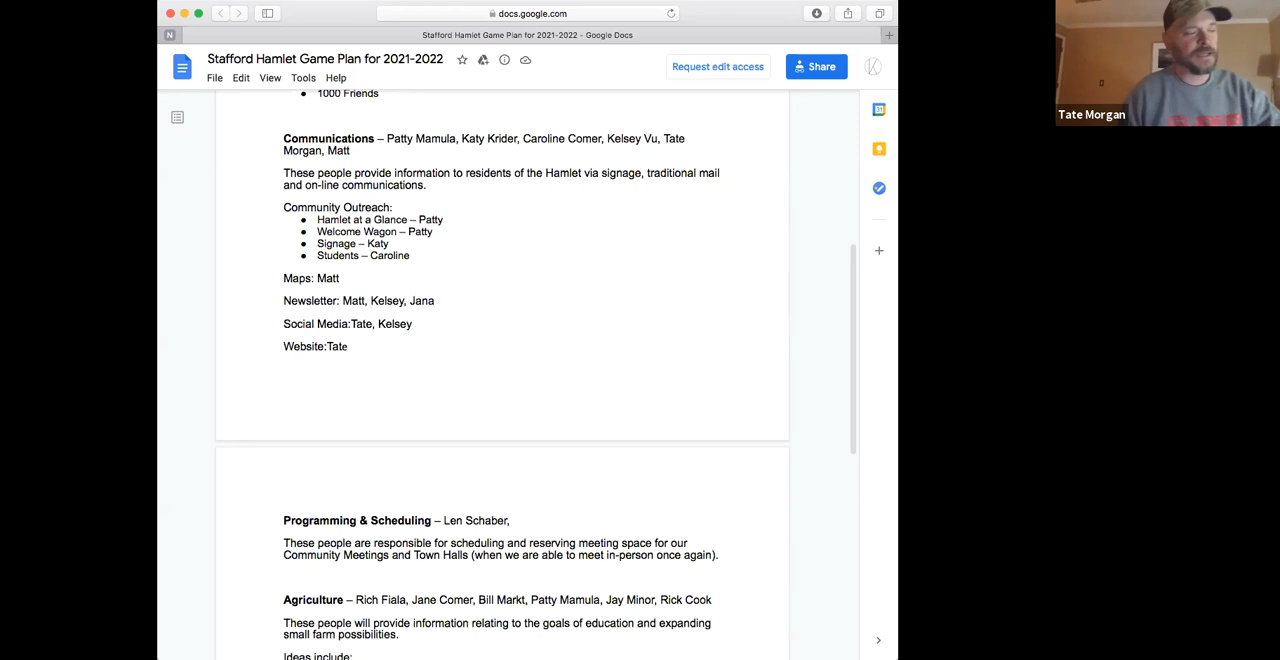 docs.google.com
N
Stafford Hamlet Game Plan for 2021-2022 - Google Docs
Stafford Hamlet Game Plan for 2021-2022
Request edit access
Share
File Edit View Tools Help
1000 Friends
Communications – Patty Mamula, Katy Krider, Caroline Comer, Kelsey Vu, Tate
Morgan, Matt
These people provide information to residents of the Hamlet via signage, traditional mail
and on-line communications.
Community Outreach:
Hamlet at a Glance – Patty
Welcome Wagon – Patty
Signage – Katy
Students – Caroline
Maps: Matt
Newsletter: Matt, Kelsey, Jana
Social Media:Tate, Kelsey
Website:Tate
Programming & Scheduling – Len Schaber,
These people are responsible for scheduling and reserving meeting space for our
Community Meetings and Town Halls (when we are able to meet in-person once again).
Agriculture – Rich Fiala, Jane Comer, Bill Markt, Patty Mamula, Jay Minor, Rick Cook
These people will provide information relating to the goals of education and expanding
small farm possibilities.
Ideas include:
Tate Morgan